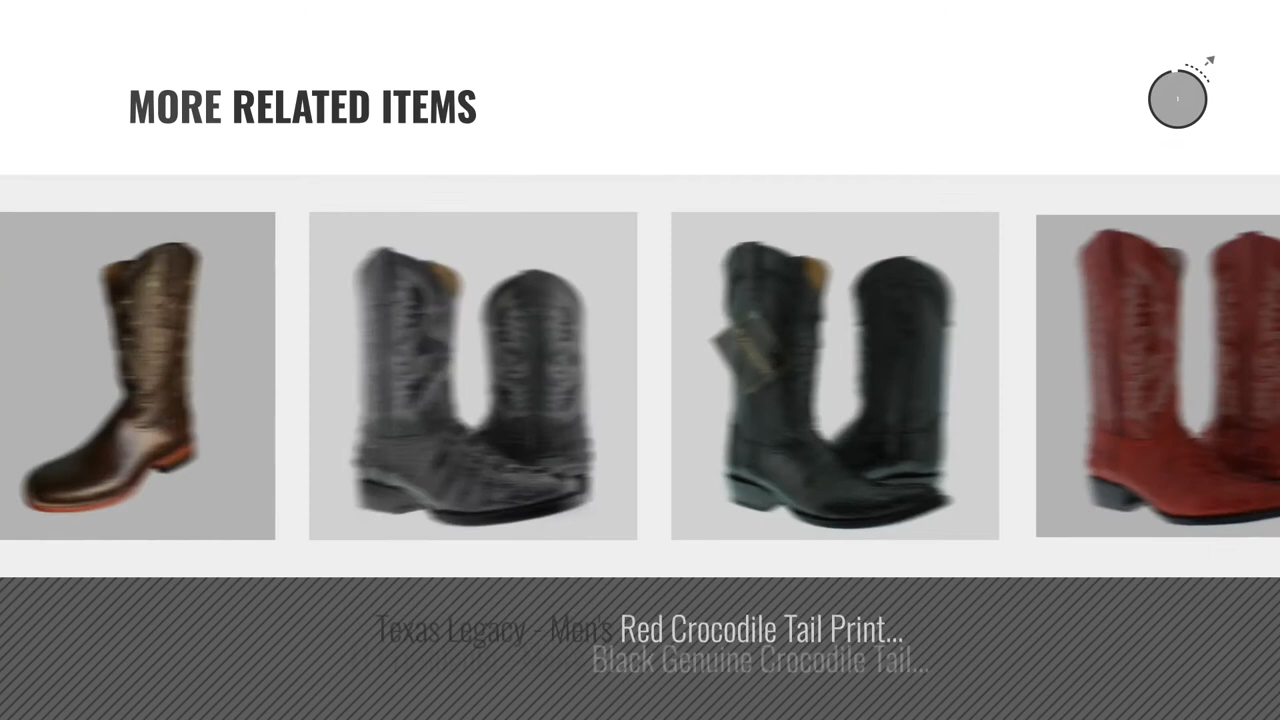 MORE RELATED ITEMS
Texas Legacy - Men's Red Crocodile Tail Print...
Black Genuine Crocodile Tail...